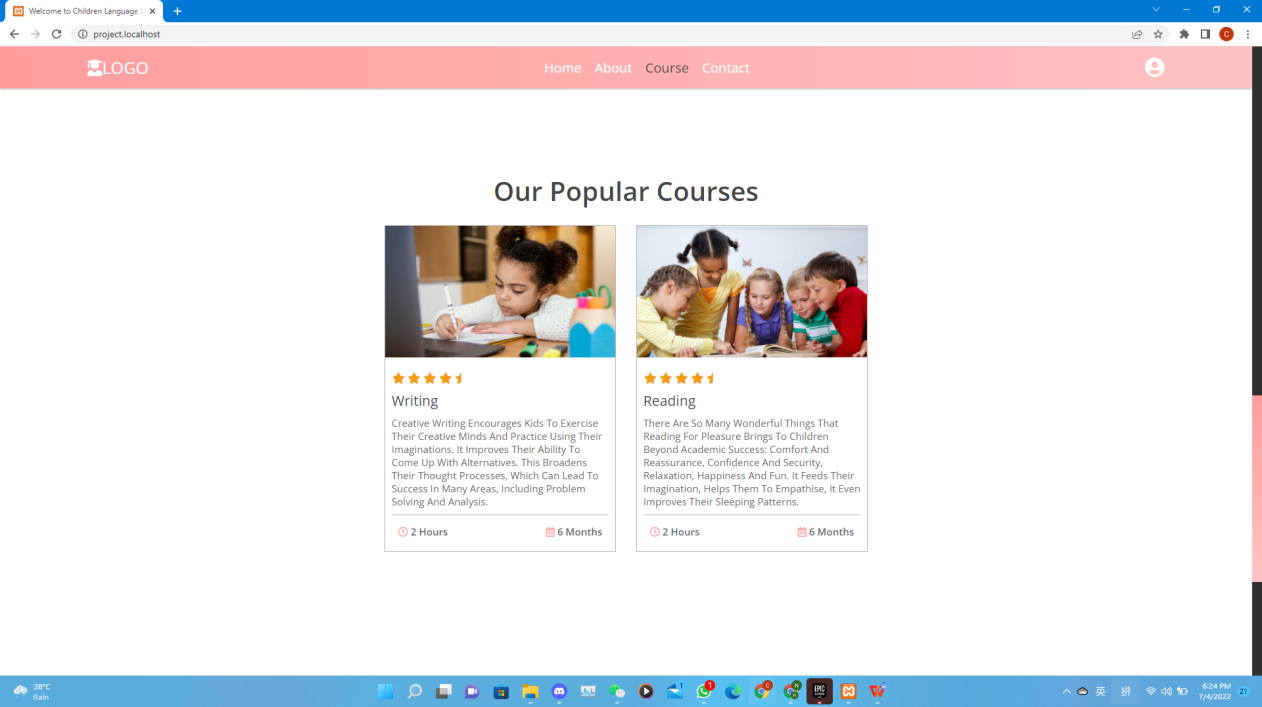 Welcome to Children Language
project.localhost
C
LOGO
Home About Course Contact
Our Popular Courses
Writing
Creative Writing Encourages Kids To Exercise
Their Creative Minds And Practice Using Their
Imaginations. It Improves Their Ability To
Come Up With Alternatives. This Broadens
Their Thought Processes, Which Can Lead To
Success In Many Areas, Including Problem
Solving And Analysis.
2 Hours 6 Months
Reading
There Are So Many Wonderful Things That
Reading For Pleasure Brings To Children
Beyond Academic Success: Comfort And
Reassurance, Confidence And Security,
Relaxation, Happiness And Fun. It Feeds Their
Imagination, Helps Them To Empathise, It Even
Improves Their Sleeping Patterns.
2 Hours 6 Months
28°C
Rain
1
C
N
N
EPIC
W
英 拼
6:24 PM
7/4/2022
21